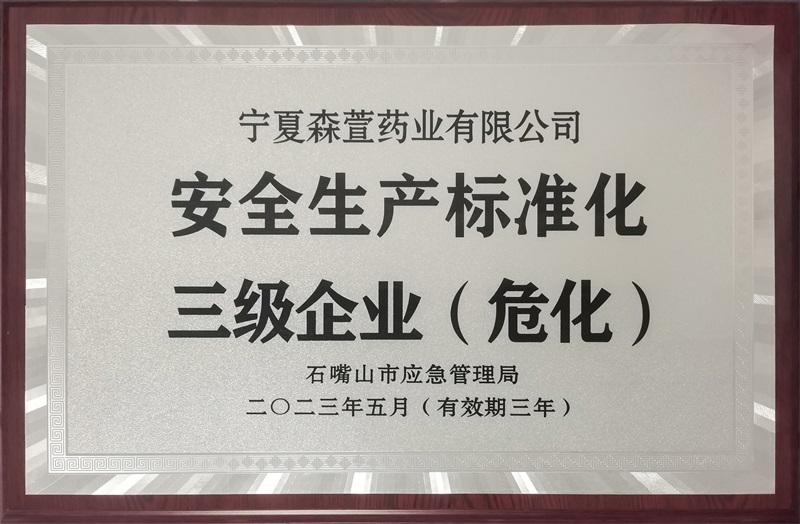 宁夏森萱药业有限公司
安全生产标准化
三级企业（危化）
石嘴山市应急管理局
二〇二三年五月（有效期三年）